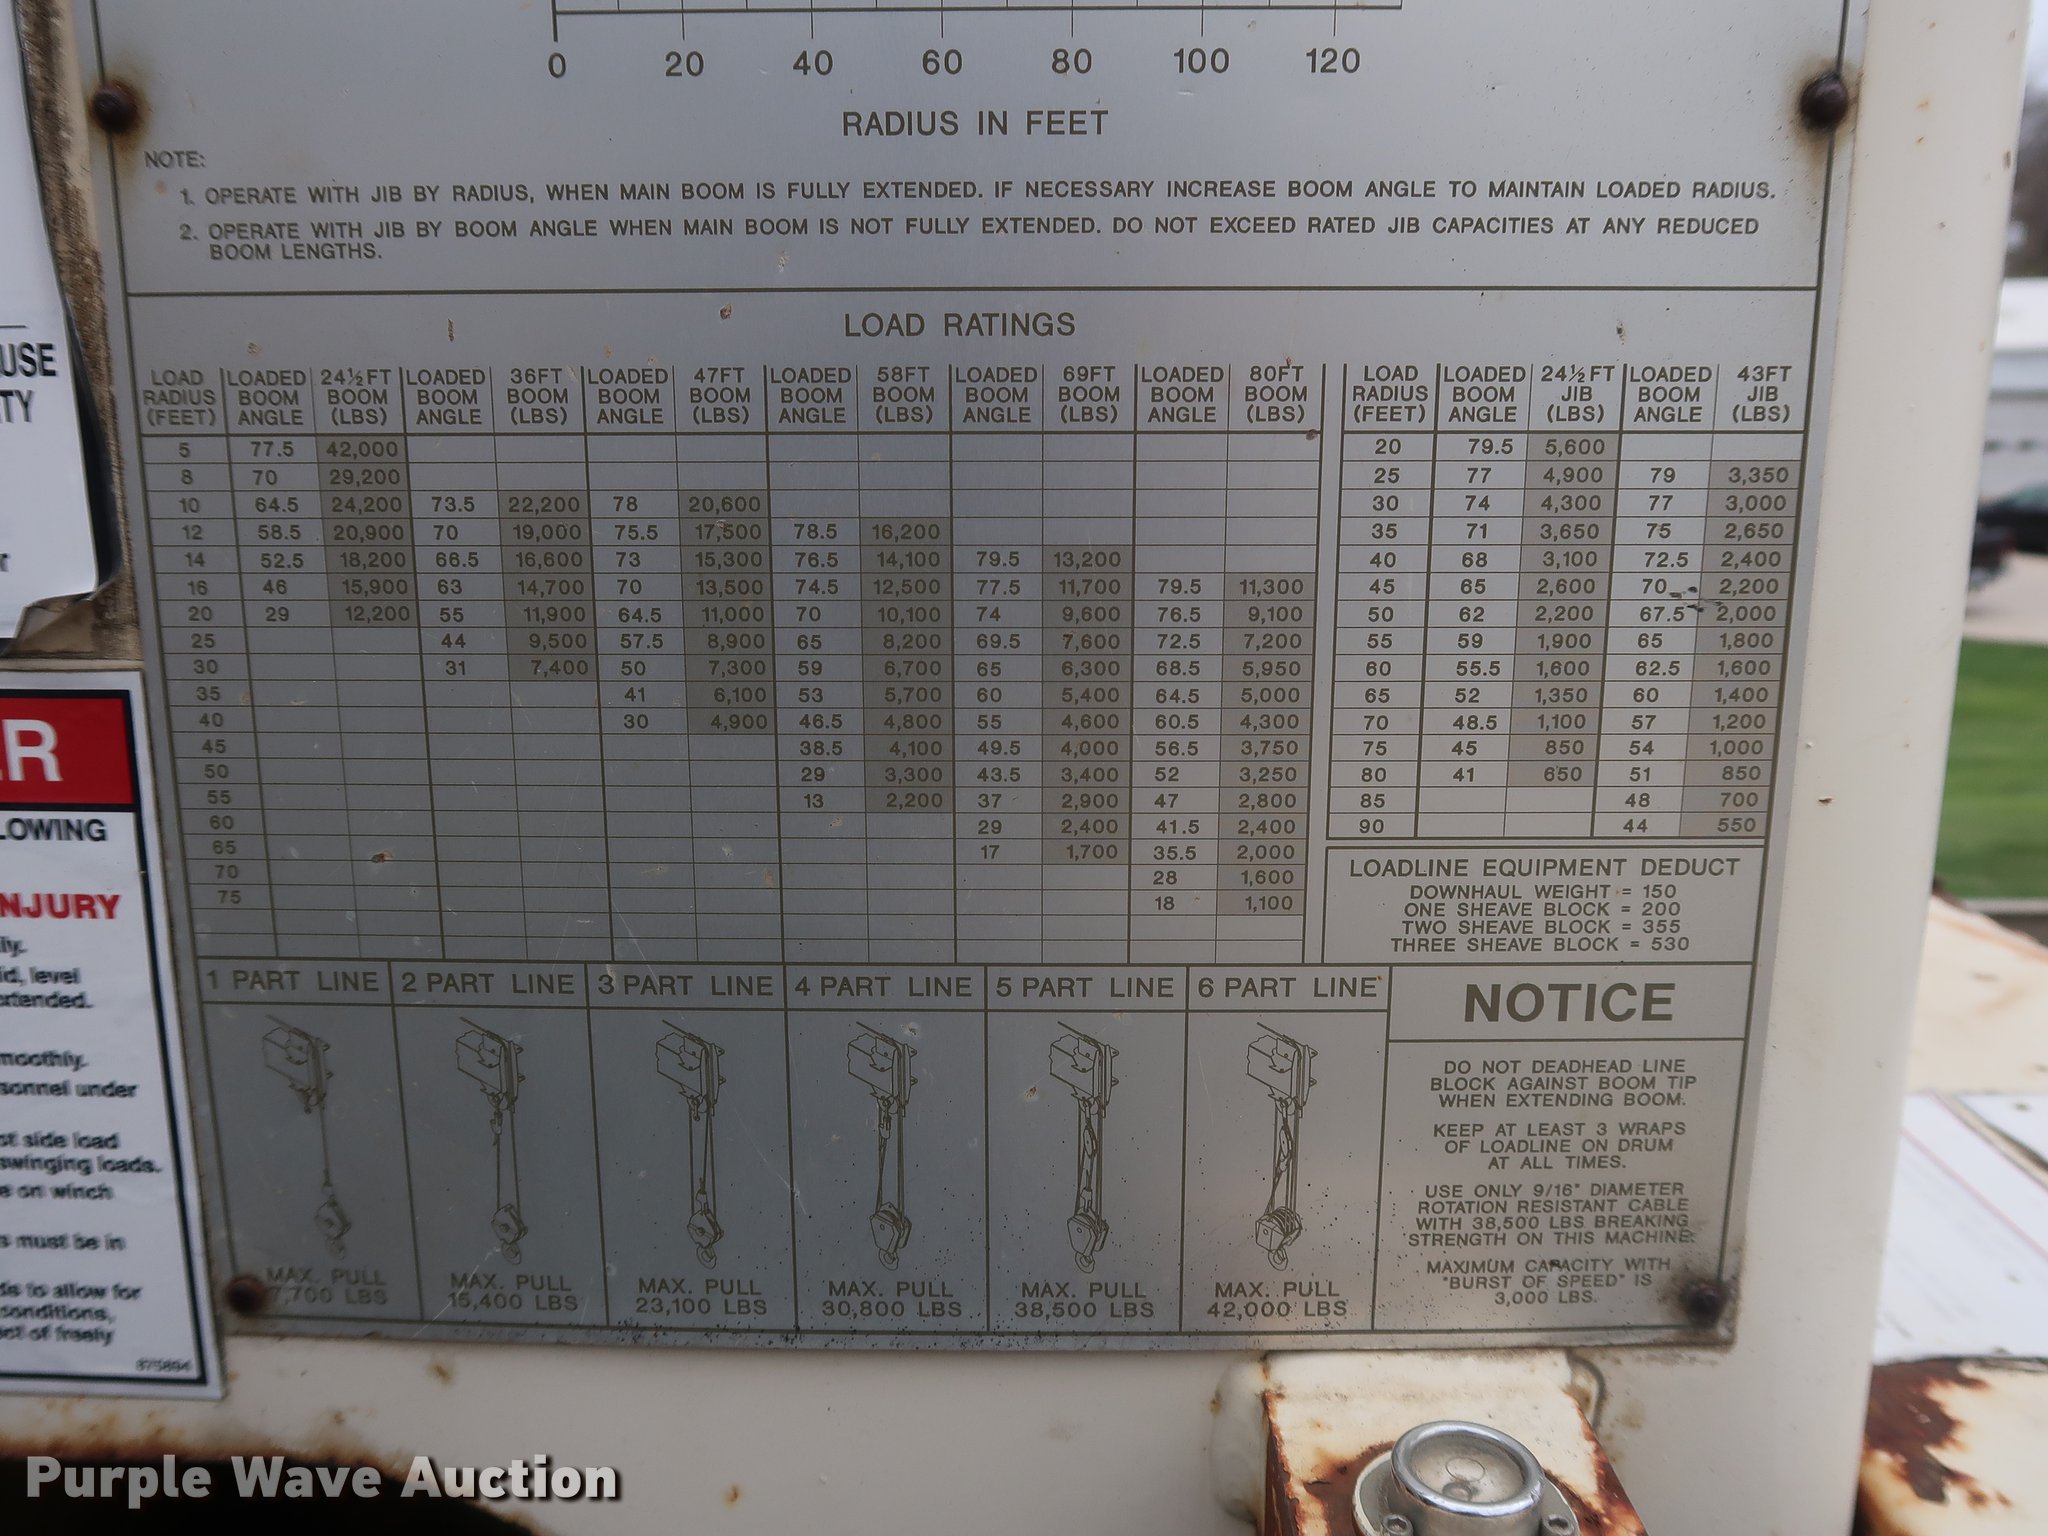 0 20 40 60 80 100 120
RADIUS IN FEET
NOTE:
1. OPERATE WITH JIB BY RADIUS, WHEN MAIN BOOM IS FULLY EXTENDED. IF NECESSARY INCREASE BOOM ANGLE TO MAINTAIN LOADED RADIUS.
2. OPERATE WITH JIB BY BOOM ANGLE WHEN MAIN BOOM IS NOT FULLY EXTENDED. DO NOT EXCEED RATED JIB CAPACITIES AT ANY REDUCED
BOOM LENGTHS.
LOAD RATINGS
LOAD LOADED 24½FT LOADED 36FT LOADED 47FT LOADED 58FT LOADED 69FT LOADED 80FT LOAD LOADED 24½FT LOADED 43FT
RADIUS BOOM BOOM BOOM BOOM BOOM BOOM BOOM BOOM BOOM BOOM BOOM BOOM RADIUS BOOM JIB BOOM JIB
(FEET) ANGLE (LBS) ANGLE (LBS) ANGLE (LBS) ANGLE (LBS) ANGLE (LBS) ANGLE (LBS) (FEET) ANGLE (LBS) ANGLE (LBS)
5 77.5 42,000 20 79.5 5,600
8 70 29,200 25 77 4,900 79 3,350
10 64.5 24,200 73.5 22,200 78 20,600 30 74 4,300 77 3,000
12 58.5 20,900 70 19,000 75.5 17,500 78.5 16,200 35 71 3,650 75 2,650
14 52.5 18,200 66.5 16,600 73 15,300 76.5 14,100 79.5 13,200 40 68 3,100 72.5 2,400
16 46 15,900 63 14,700 70 13,500 74.5 12,500 77.5 11,700 79.5 11,300 45 65 2,600 70 2,200
20 29 12,200 55 11,900 64.5 11,000 70 10,100 74 9,600 76.5 9,100 50 62 2,200 67.5 2,000
25 44 9,500 57.5 8,900 65 8,200 69.5 7,600 72.5 7,200 55 59 1,900 65 1,800
30 31 7,400 50 7,300 59 6,700 65 6,300 68.5 5,950 60 55.5 1,600 62.5 1,600
35 41 6,100 53 5,700 60 5,400 64.5 5,000 65 52 1,350 60 1,400
40 30 4,900 46.5 4,800 55 4,600 60.5 4,300 70 48.5 1,100 57 1,200
45 38.5 4,100 49.5 4,000 56.5 3,750 75 45 850 54 1,000
50 29 3,300 43.5 3,400 52 3,250 80 41 650 51 850
55 13 2,200 37 2,900 47 2,800 85 48 700
60 29 2,400 41.5 2,400 90 44 550
65 17 1,700 35.5 2,000
70 28 1,600
75 18 1,100
LOADLINE EQUIPMENT DEDUCT
DOWNHAUL WEIGHT = 150
ONE SHEAVE BLOCK = 200
TWO SHEAVE BLOCK = 355
THREE SHEAVE BLOCK = 530
1 PART LINE 2 PART LINE 3 PART LINE 4 PART LINE 5 PART LINE 6 PART LINE
MAX. PULL MAX. PULL MAX. PULL MAX. PULL MAX. PULL MAX. PULL
7,700 LBS 15,400 LBS 23,100 LBS 30,800 LBS 38,500 LBS 42,000 LBS
NOTICE
DO NOT DEADHEAD LINE
BLOCK AGAINST BOOM TIP
WHEN EXTENDING BOOM.
KEEP AT LEAST 3 WRAPS
OF LOADLINE ON DRUM
AT ALL TIMES.
USE ONLY 9/16" DIAMETER
ROTATION RESISTANT CABLE
WITH 38,500 LBS BREAKING
STRENGTH ON THIS MACHINE.
MAXIMUM CAPACITY WITH
"BURST OF SPEED" IS
3,000 LBS.
USE
TY
ER
LOWING
NJURY
ly.
id, level
xtended.
moothly.
sonnel under
st side load
swinging loads.
e on winch
s must be in
ds to allow for
conditions,
ect of freely
875894
Purple Wave Auction